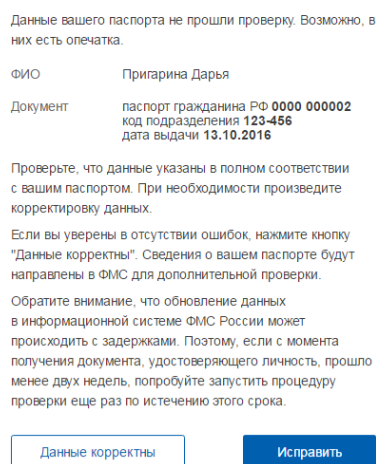 Данные вашего паспорта не прошли проверку. Возможно, в
них есть опечатка.
ФИО Пригарина Дарья
Документ паспорт гражданина РФ 0000 000002
код подразделения 123-456
дата выдачи 13.10.2016
Проверьте, что данные указаны в полном соответствии
с вашим паспортом. При необходимости произведите
корректировку данных.
Если вы уверены в отсутствии ошибок, нажмите кнопку
"Данные корректны". Сведения о вашем паспорте будут
направлены в ФМС для дополнительной проверки.
Обратите внимание, что обновление данных
в информационной системе ФМС России может
происходить с задержками. Поэтому, если с момента
получения документа, удостоверяющего личность, прошло
менее двух недель, попробуйте запустить процедуру
проверки еще раз по истечению этого срока.
Данные корректны Исправить